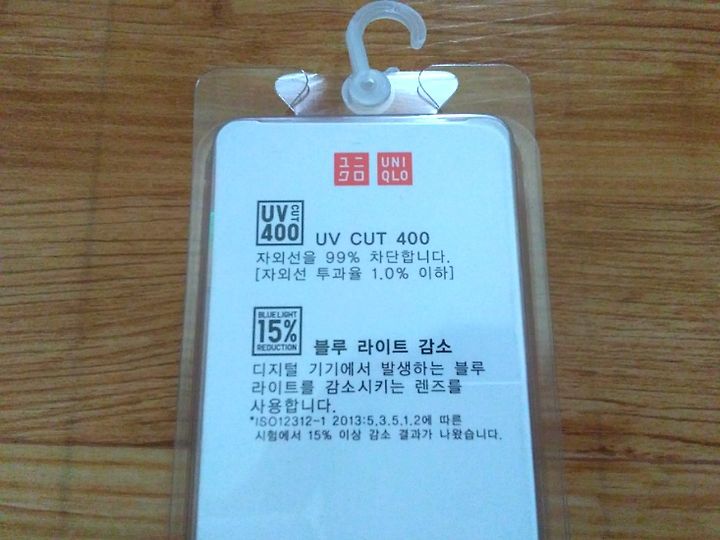 ユニ UNI
クロ QLO
UV CUT
400
UV CUT 400
자외선을 99% 차단합니다.
[자외선 투과율 1.0% 이하]
BLUE LIGHT
15%
REDUCTION
블루 라이트 감소
디지털 기기에서 발생하는 블루
라이트를 감소시키는 렌즈를
사용합니다.
*ISO12312-1 2013:5.3.5.1.2에 따른
시험에서 15% 이상 감소 결과가 나왔습니다.